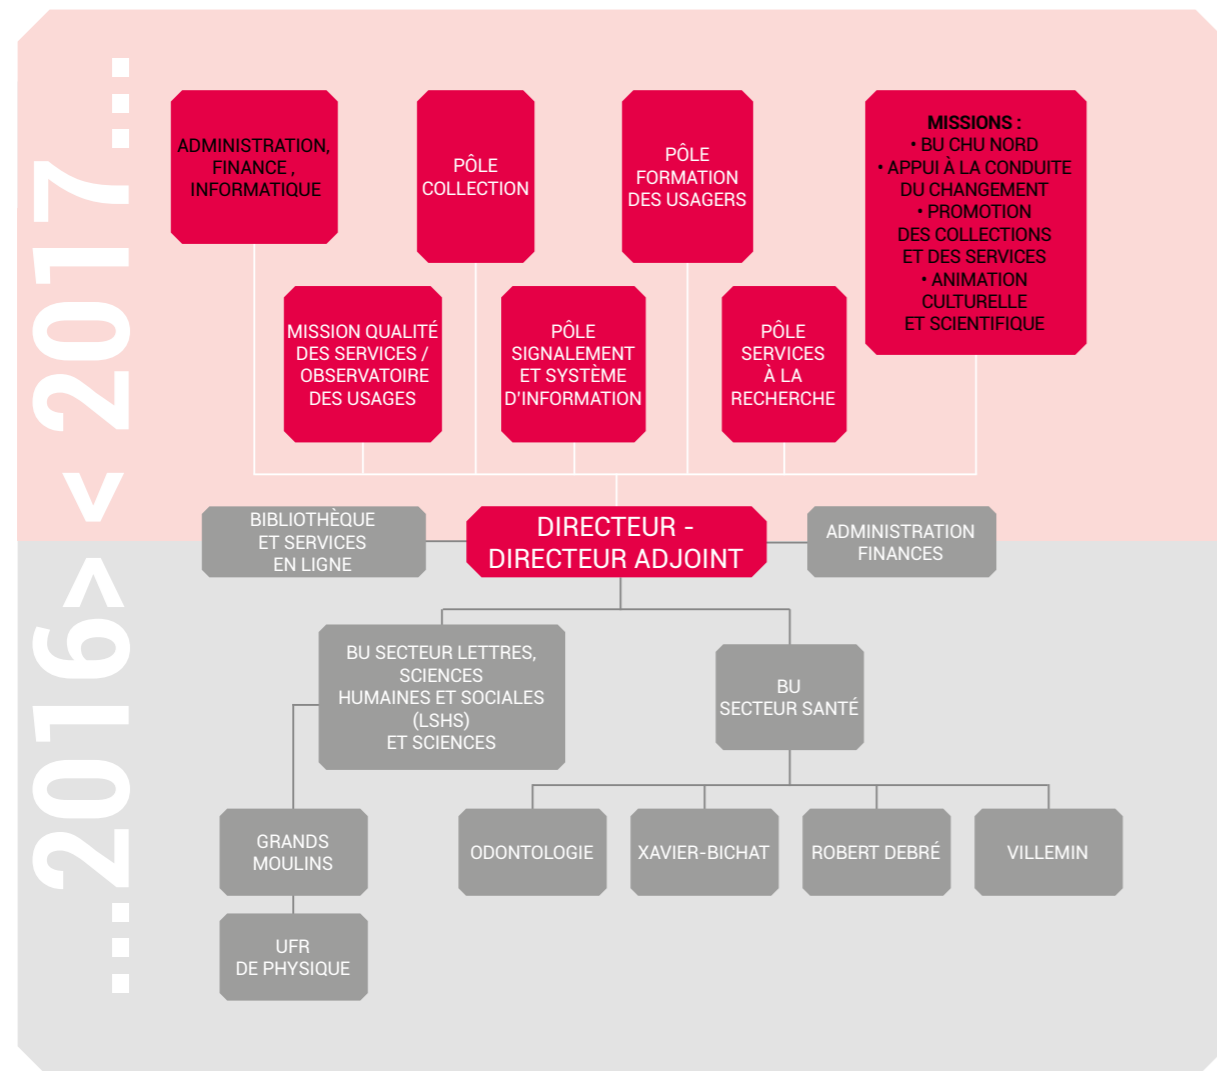 ADMINISTRATION,
FINANCE ,
INFORMATIQUE
PÔLE
COLLECTION
PÔLE
FORMATION
DES USAGERS
MISSIONS :
• BU CHU NORD
• APPUI À LA CONDUITE
DU CHANGEMENT
• PROMOTION
DES COLLECTIONS
ET DES SERVICES
• ANIMATION
CULTURELLE
ET SCIENTIFIQUE
MISSION QUALITÉ
DES SERVICES /
OBSERVATOIRE
DES USAGES
PÔLE
SIGNALEMENT
ET SYSTÈME
D'INFORMATION
PÔLE
SERVICES
À LA
RECHERCHE
...2016> < 2017...
BIBLIOTHÈQUE
ET SERVICES
EN LIGNE
DIRECTEUR -
DIRECTEUR ADJOINT
ADMINISTRATION
FINANCES
BU SECTEUR LETTRES,
SCIENCES
HUMAINES ET SOCIALES
(LSHS)
ET SCIENCES
BU
SECTEUR SANTÉ
GRANDS
MOULINS
ODONTOLOGIE
XAVIER-BICHAT
ROBERT DEBRÉ
VILLEMIN
UFR
DE PHYSIQUE